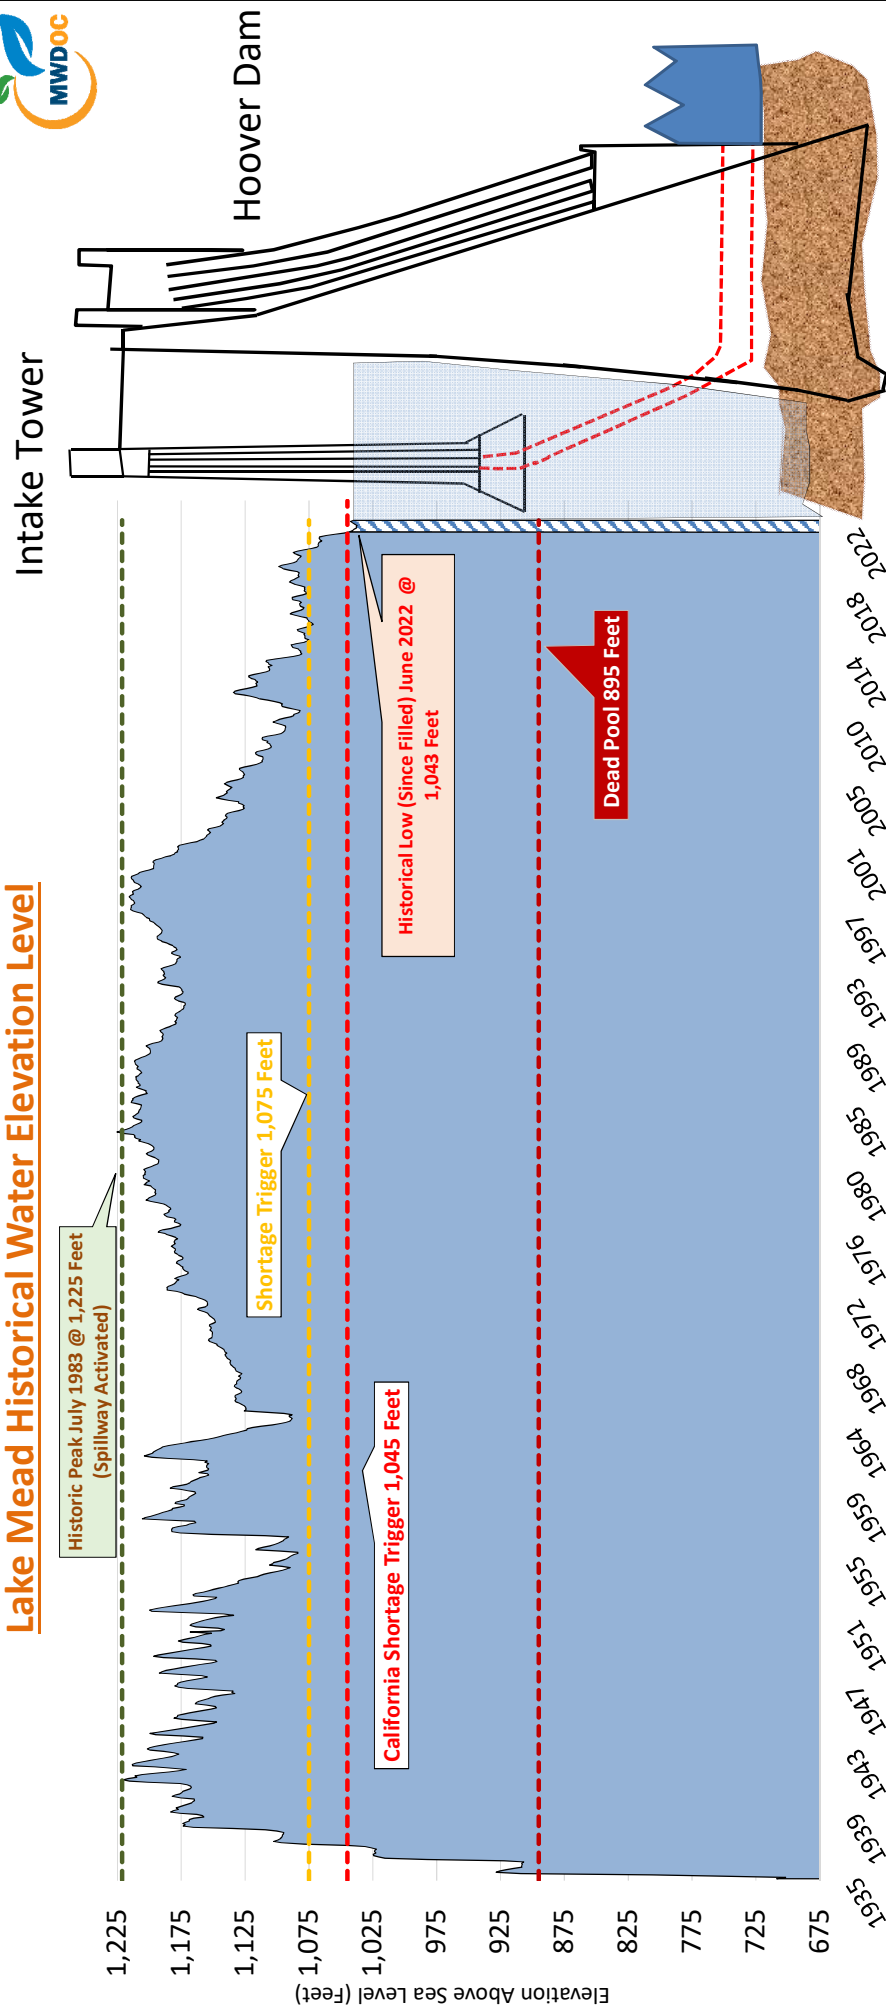 Lake Mead Historical Water Elevation Level
MWDOC
Intake Tower
Hoover Dam
Historic Peak July 1983 @ 1,225 Feet
(Spillway Activated)
Shortage Trigger 1,075 Feet
California Shortage Trigger 1,045 Feet
Historical Low (Since Filled) June 2022 @
1,043 Feet
Dead Pool 895 Feet
Elevation Above Sea Level (Feet)
1,225
1,175
1,125
1,075
1,025
975
925
875
825
775
725
675
1935
1939
1943
1947
1951
1955
1959
1964
1968
1972
1976
1980
1985
1989
1993
1997
2001
2005
2010
2014
2018
2022